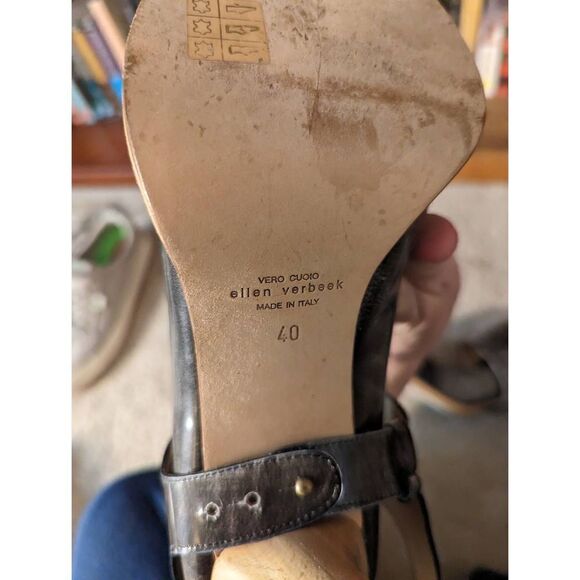 VERO CUOIO
ellen verbeek
MADE IN ITALY
40